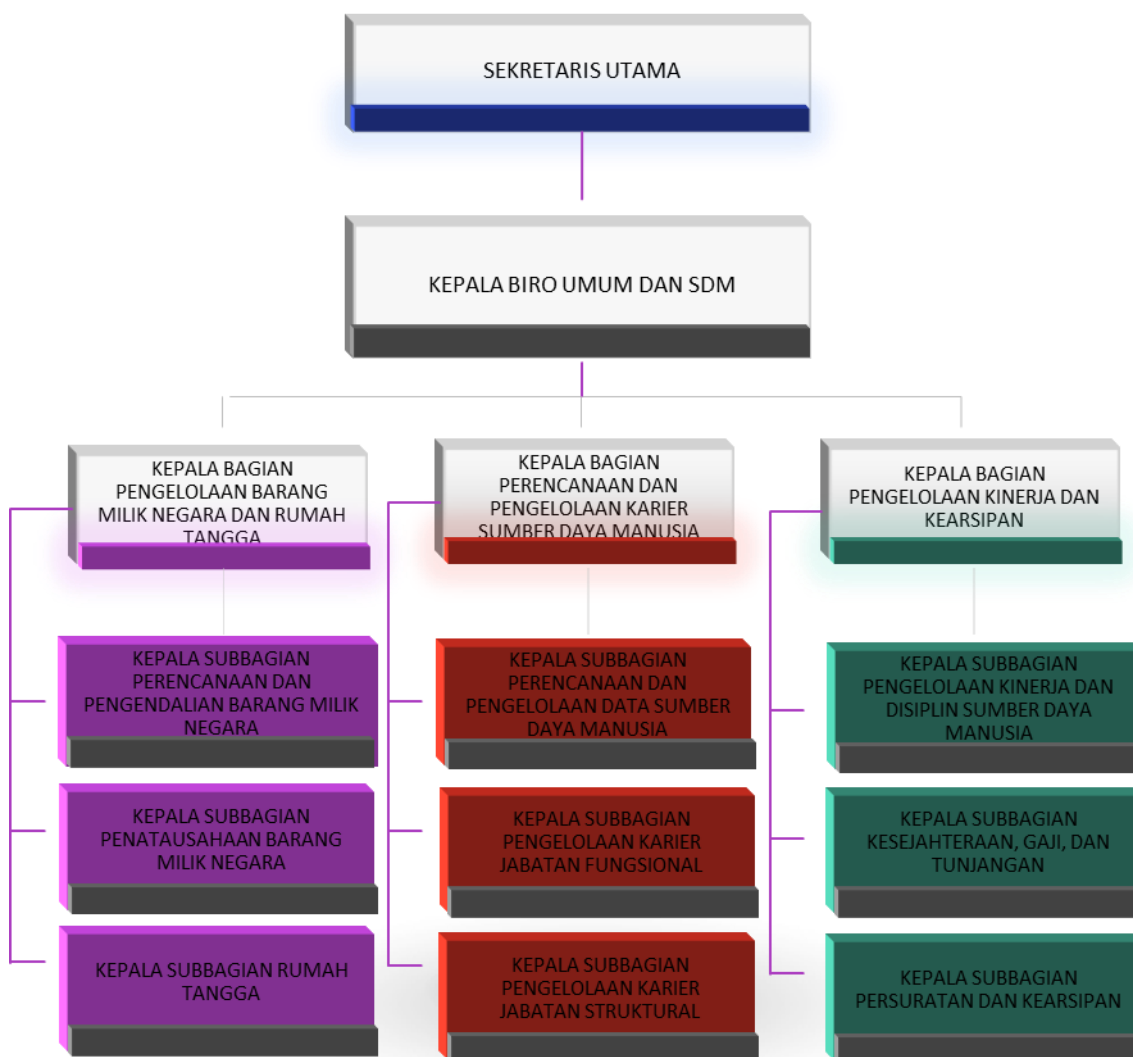 SEKRETARIS UTAMA
KEPALA BIRO UMUM DAN SDM
KEPALA BAGIAN
PENGELOLAAN BARANG
MILIK NEGARA DAN RUMAH
TANGGA
KEPALA BAGIAN
PERENCANAAN DAN
PENGELOLAAN KARIER
SUMBER DAYA MANUSIA
KEPALA BAGIAN
PENGELOLAAN KINERJA DAN
KEARSIPAN
KEPALA SUBBAGIAN
PERENCANAAN DAN
PENGENDALIAN BARANG MILIK
NEGARA
KEPALA SUBBAGIAN
PERENCANAAN DAN
PENGELOLAAN DATA SUMBER
DAYA MANUSIA
KEPALA SUBBAGIAN
PENGELOLAAN KINERJA DAN
DISIPLIN SUMBER DAYA
MANUSIA
KEPALA SUBBAGIAN
PENATAUSAHAAN BARANG
MILIK NEGARA
KEPALA SUBBAGIAN
PENGELOLAAN KARIER
JABATAN FUNGSIONAL
KEPALA SUBBAGIAN
KESEJAHTERAAN, GAJI, DAN
TUNJANGAN
KEPALA SUBBAGIAN RUMAH
TANGGA
KEPALA SUBBAGIAN
PENGELOLAAN KARIER
JABATAN STRUKTURAL
KEPALA SUBBAGIAN
PERSURATAN DAN KEARSIPAN